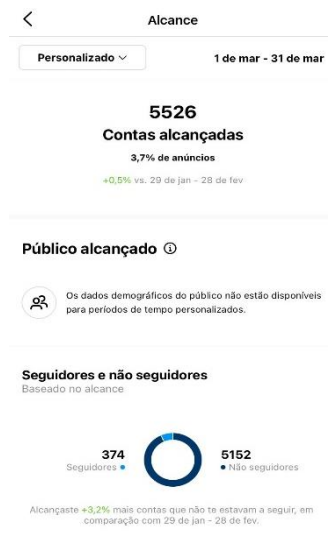 Alcance
Personalizado
1 de mar - 31 de mar
5526
Contas alcançadas
3,7% de anúncios
+0,5% vs. 29 de jan - 28 de fev
Público alcançado
Os dados demográficos do público não estão disponíveis
para períodos de tempo personalizados.
Seguidores e não seguidores
Baseado no alcance
374
Seguidores
5152
Não seguidores
Alcançaste +3,2% mais contas que não te estavam a seguir, em
comparação com 29 de jan - 28 de fev.